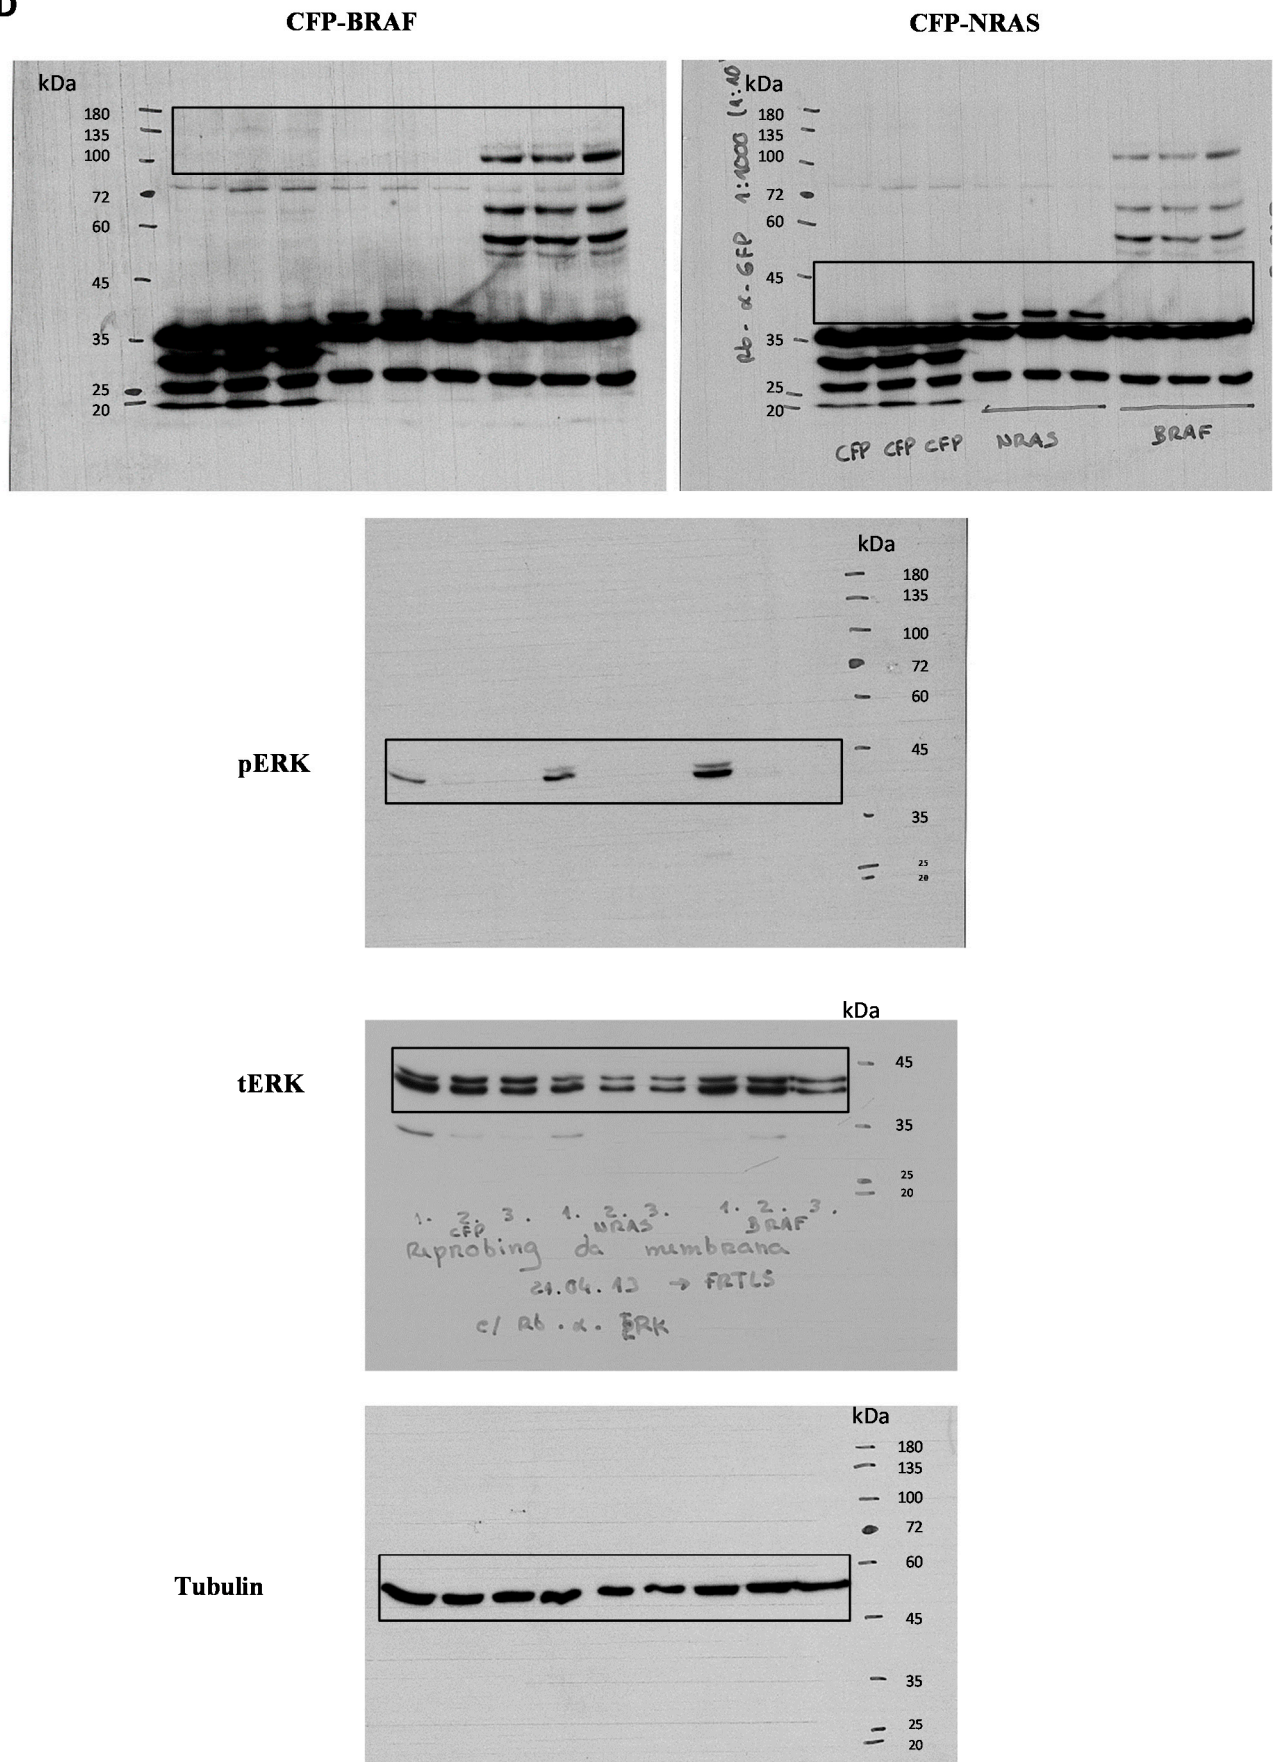 D
CFP-BRAF
CFP-NRAS
kDa
180
135
100
72
60
45
35
25
20
kDa
180
135
100
72
60
45
35
25
20
Rb-α-GFP 1:1000 (1:10
CFP CFP CFP NRAS BRAF
pERK
kDa
180
135
100
72
60
45
35
25
20
tERK
kDa
45
35
25
20
1. 2. 3. 1. 2. 3. 1. 2. 3.
CFP NRAS BRAF
Reprobing da membrana
21.04.13 → FRTL5
c/ Rb.α.ERK
Tubulin
kDa
180
135
100
72
60
45
35
25
20